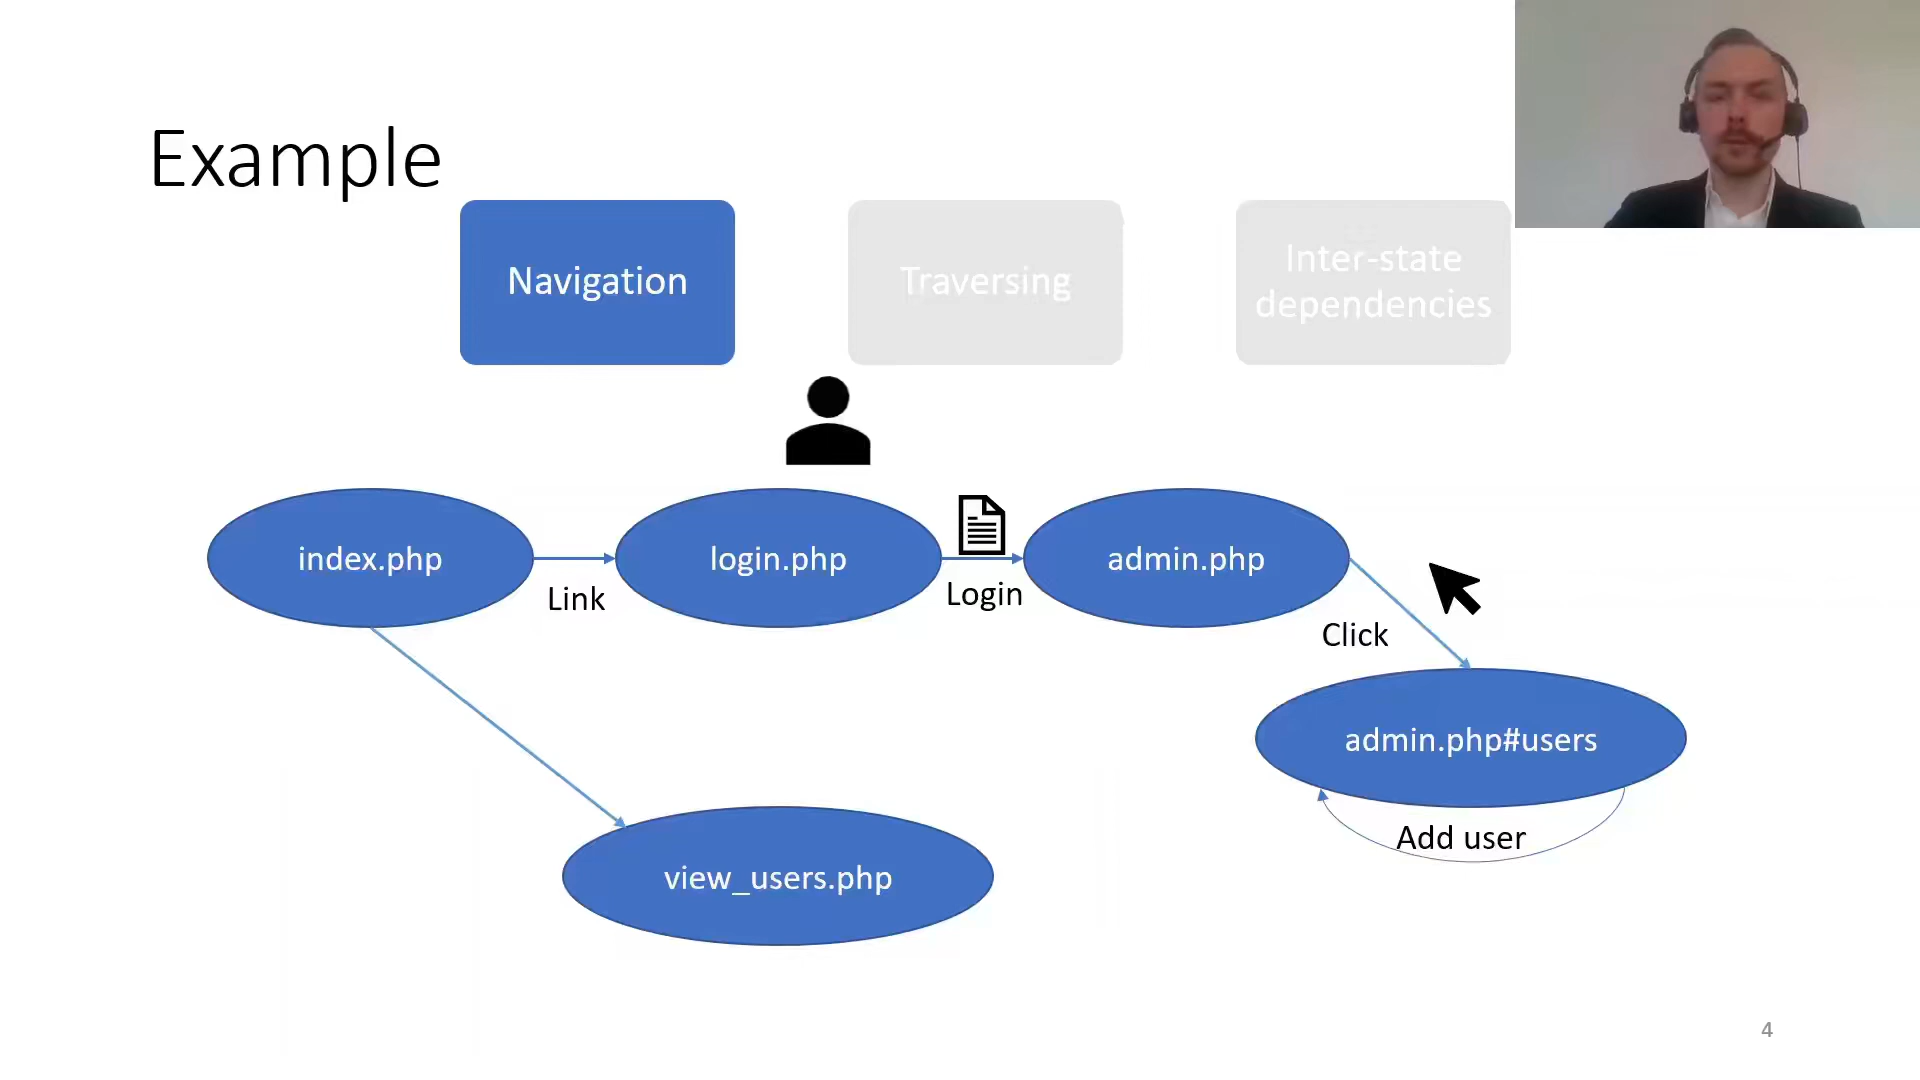 Example
Navigation
Traversing
Inter-state
dependencies
index.php
Link
login.php
Login
admin.php
Click
admin.php#users
Add user
view_users.php
4